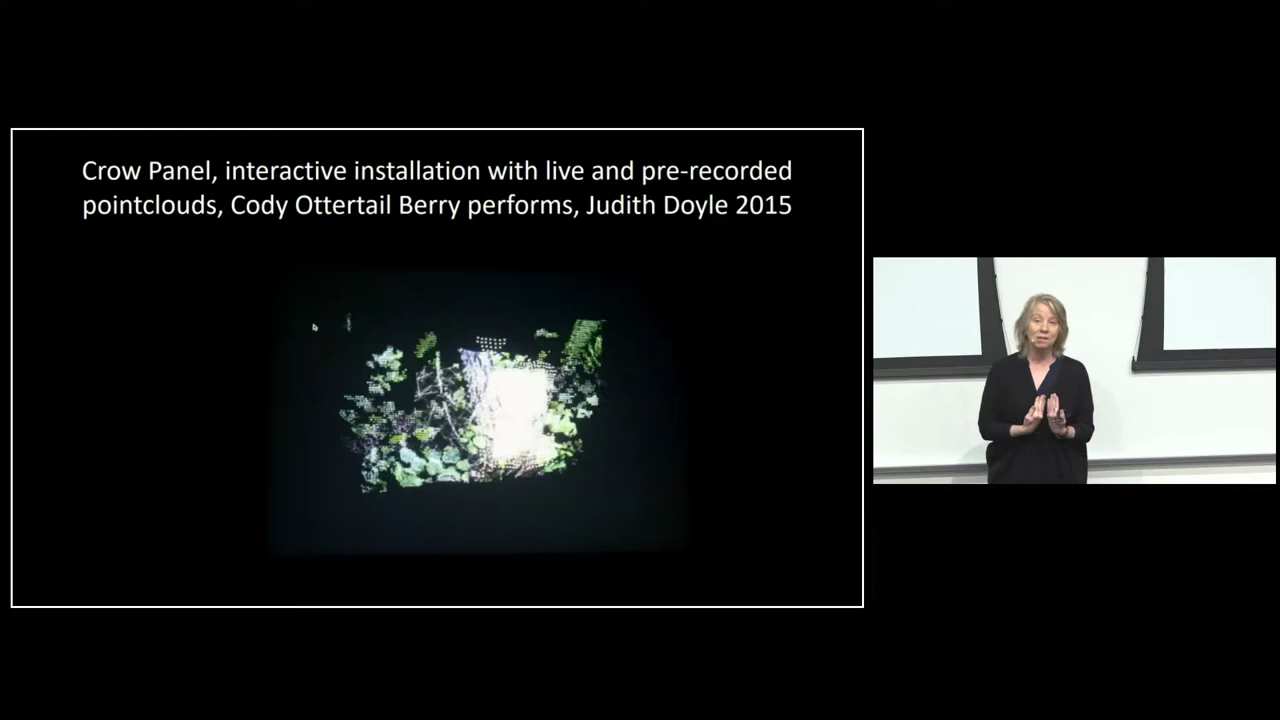 Crow Panel, interactive installation with live and pre-recorded
pointclouds, Cody Ottertail Berry performs, Judith Doyle 2015